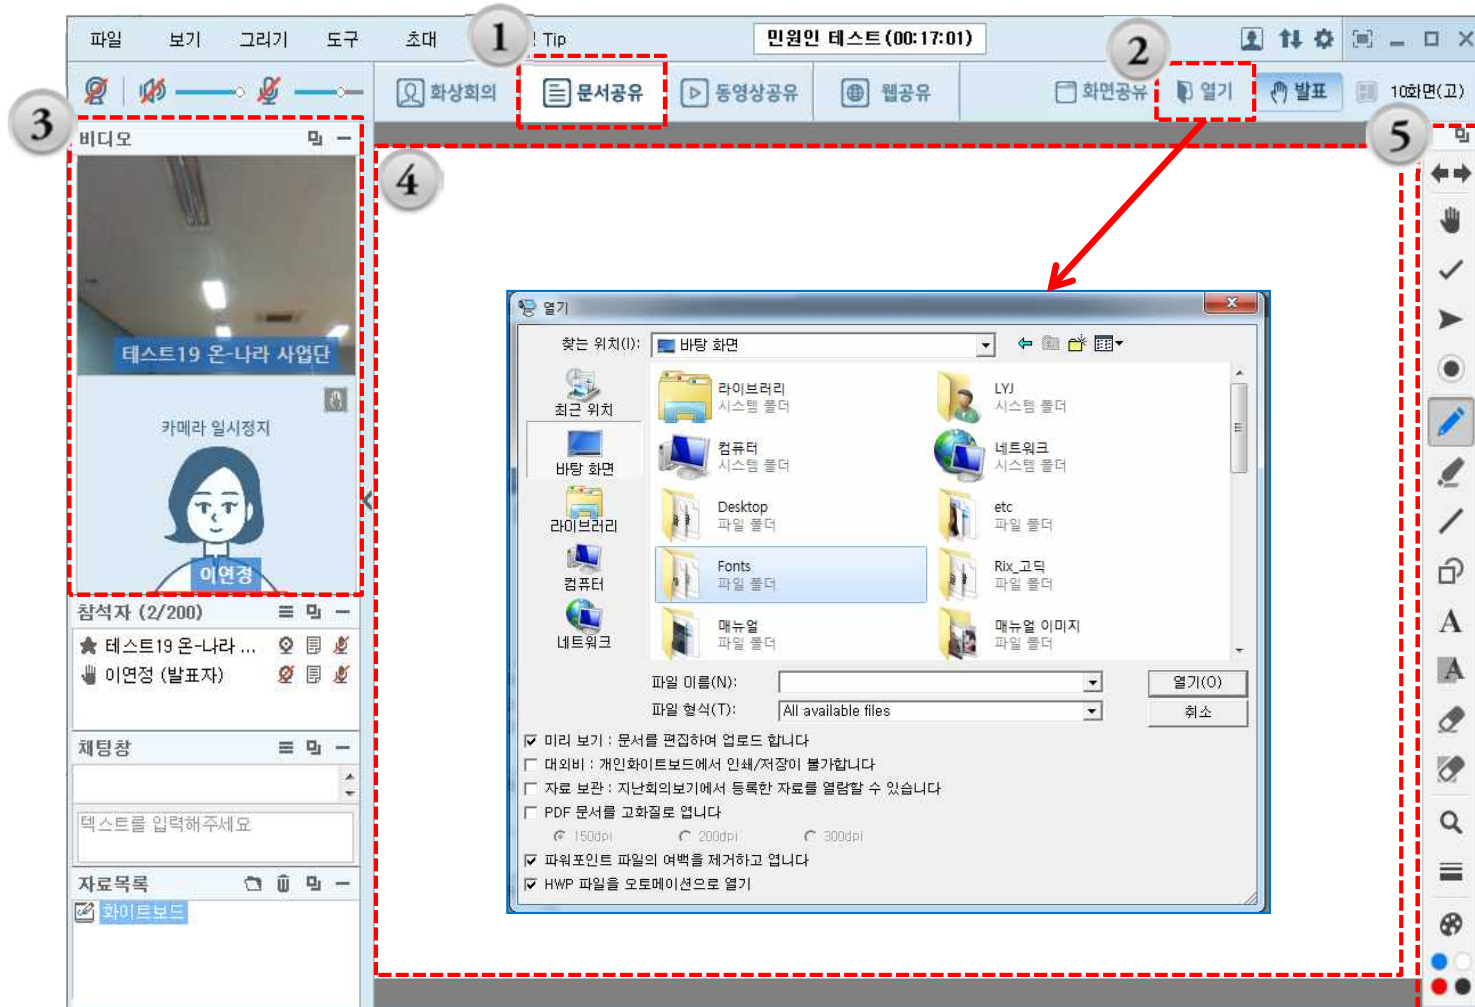 파일 보기 그리기 도구 초대 Tip 민원인 테스트(00:17:01)
1
2
화상회의 문서공유 동영상공유 웹공유 화면공유 열기 발표 10화면(고)
3
비디오
4
5
테스트19 온-나라 사업단
카메라 일시정지
이연정
참석자 (2/200)
테스트19 온-나라 ...
이연정 (발표자)
채팅창
텍스트를 입력해주세요
자료목록
화이트보드
열기
찾는 위치(I): 바탕 화면
최근 위치
바탕 화면
라이브러리
컴퓨터
네트워크
라이브러리
시스템 폴더
LYJ
시스템 폴더
컴퓨터
시스템 폴더
네트워크
시스템 폴더
Desktop
파일 폴더
etc
파일 폴더
Fonts
파일 폴더
Rix_고딕
파일 폴더
매뉴얼
파일 폴더
매뉴얼 이미지
파일 폴더
파일 이름(N): 열기(O)
파일 형식(T): All available files 취소
미리 보기 : 문서를 편집하여 업로드 합니다
대외비 : 개인화이트보드에서 인쇄/저장이 불가합니다
자료 보관 : 지난회의보기에서 등록한 자료를 열람할 수 있습니다
PDF 문서를 고화질로 엽니다
150dpi 200dpi 300dpi
파워포인트 파일의 여백을 제거하고 엽니다
HWP 파일을 오토메이션으로 열기
A
A